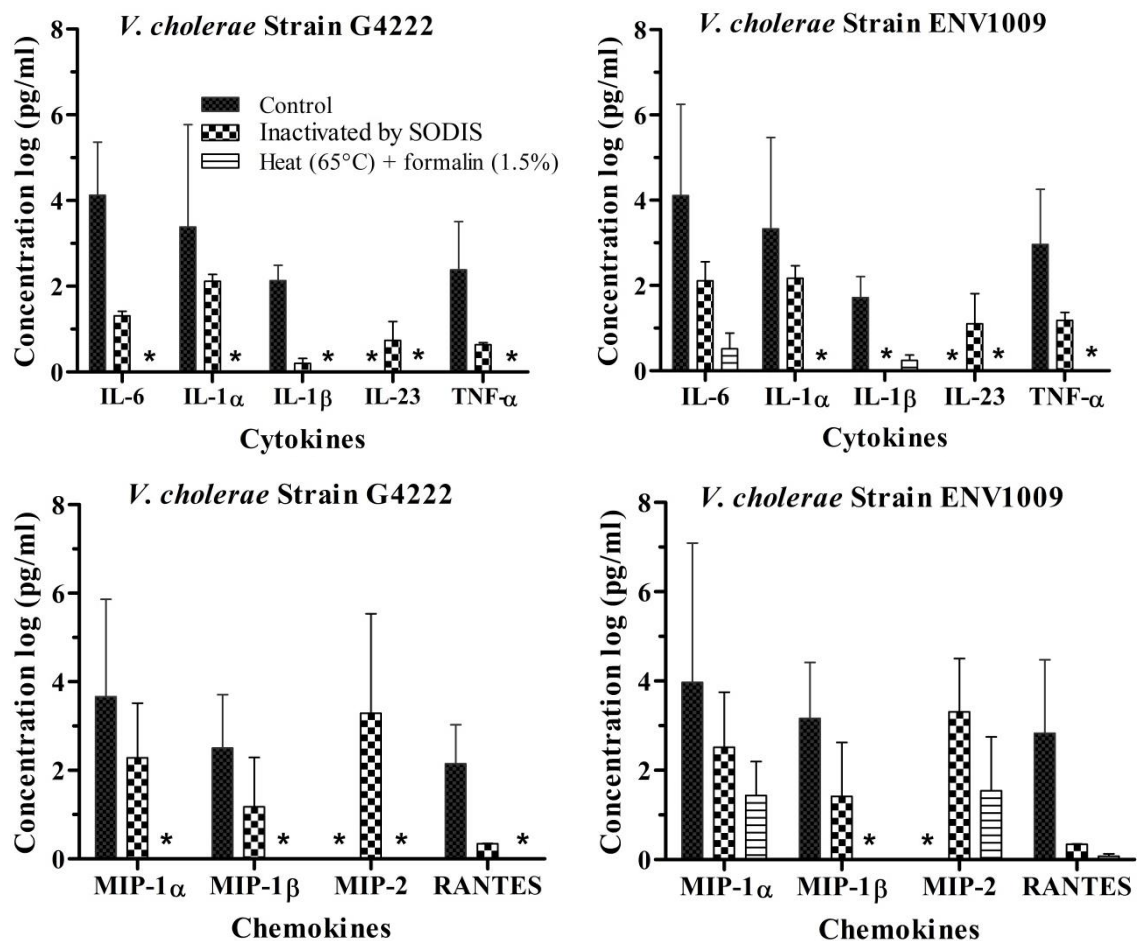 V. cholerae Strain G4222
Concentration log (pg/ml)
8
6
4
2
0
Control
Inactivated by SODIS
Heat (65°C) + formalin (1.5%)
* * * * * *
IL-6 IL-1α IL-1β IL-23 TNF-α
Cytokines
V. cholerae Strain ENV1009
Concentration log (pg/ml)
8
6
4
2
0
* * * * *
IL-6 IL-1α IL-1β IL-23 TNF-α
Cytokines
V. cholerae Strain G4222
Concentration log (pg/ml)
8
6
4
2
0
* * * * *
MIP-1α MIP-1β MIP-2 RANTES
Chemokines
V. cholerae Strain ENV1009
Concentration log (pg/ml)
8
6
4
2
0
* *
MIP-1α MIP-1β MIP-2 RANTES
Chemokines